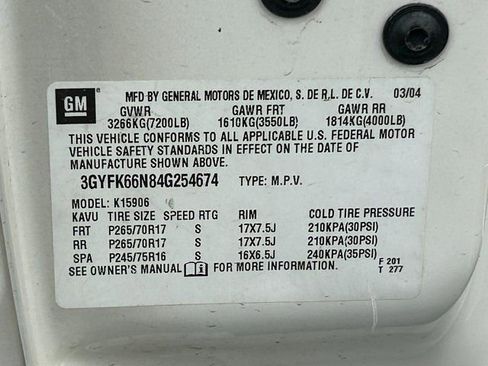 GM
MFD BY GENERAL MOTORS DE MEXICO, S. DE R.L. DE C.V. 03/04
GVWR GAWR FRT GAWR RR
3266KG(7200LB) 1610KG(3550LB) 1814KG(4000LB)
THIS VEHICLE CONFORMS TO ALL APPLICABLE U.S. FEDERAL MOTOR
VEHICLE SAFETY STANDARDS IN EFFECT ON THE DATE OF
MANUFACTURE SHOWN ABOVE.
3GYFK66N84G254674 TYPE: M.P.V.
MODEL: K15906
KAVU TIRE SIZE SPEED RTG RIM COLD TIRE PRESSURE
FRT P265/70R17 S 17X7.5J 210KPA(30PSI)
RR P265/70R17 S 17X7.5J 210KPA(30PSI)
SPA P245/75R16 S 16X6.5J 240KPA(35PSI)
SEE OWNER'S MANUAL FOR MORE INFORMATION. F 201
T 277